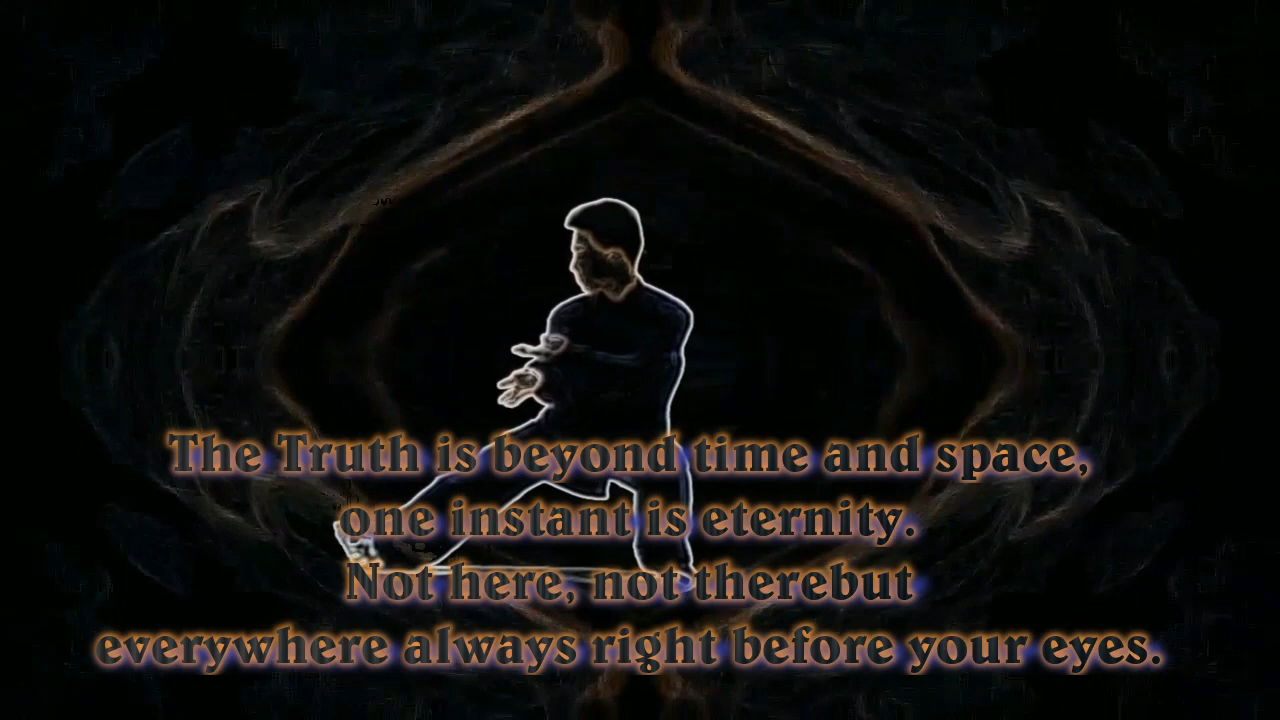 The Truth is beyond time and space,
one instant is eternity.
Not here, not therebut
everywhere always right before your eyes.